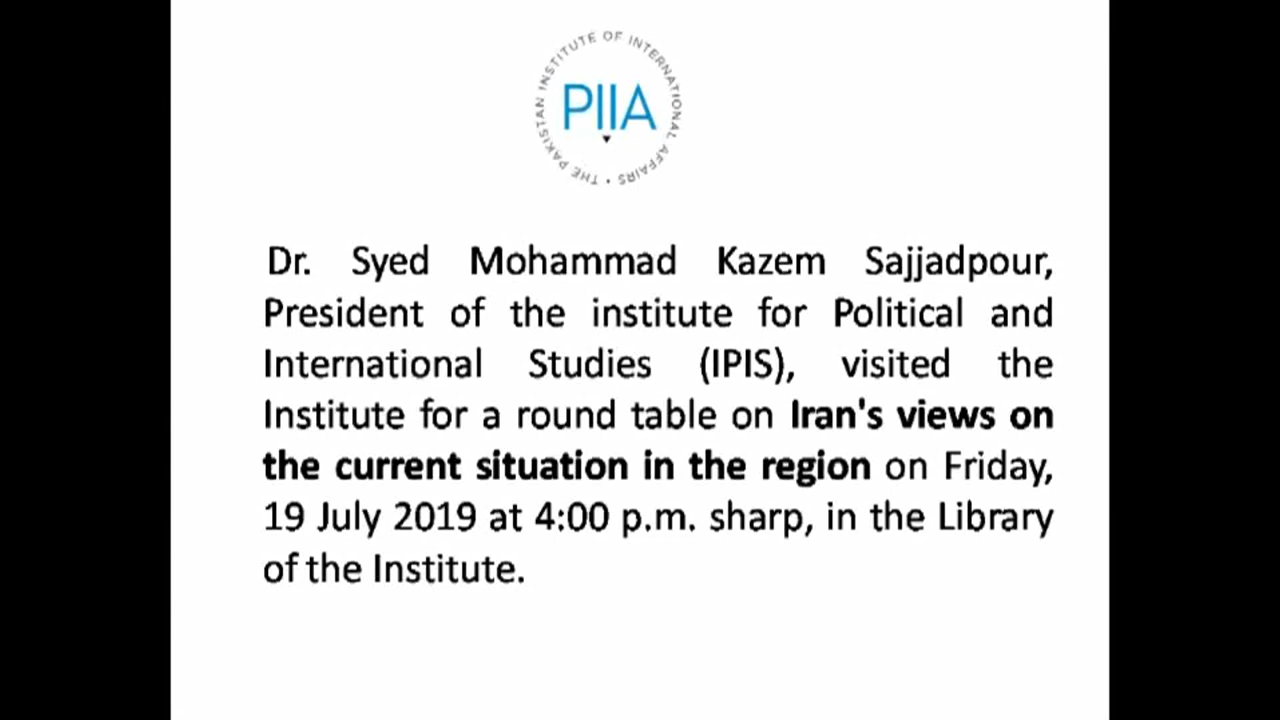 THE PAKISTAN INSTITUTE OF INTERNATIONAL AFFAIRS •
PIIA
Dr. Syed Mohammad Kazem Sajjadpour,
President of the institute for Political and
International Studies (IPIS), visited the
Institute for a round table on Iran's views on
the current situation in the region on Friday,
19 July 2019 at 4:00 p.m. sharp, in the Library
of the Institute.